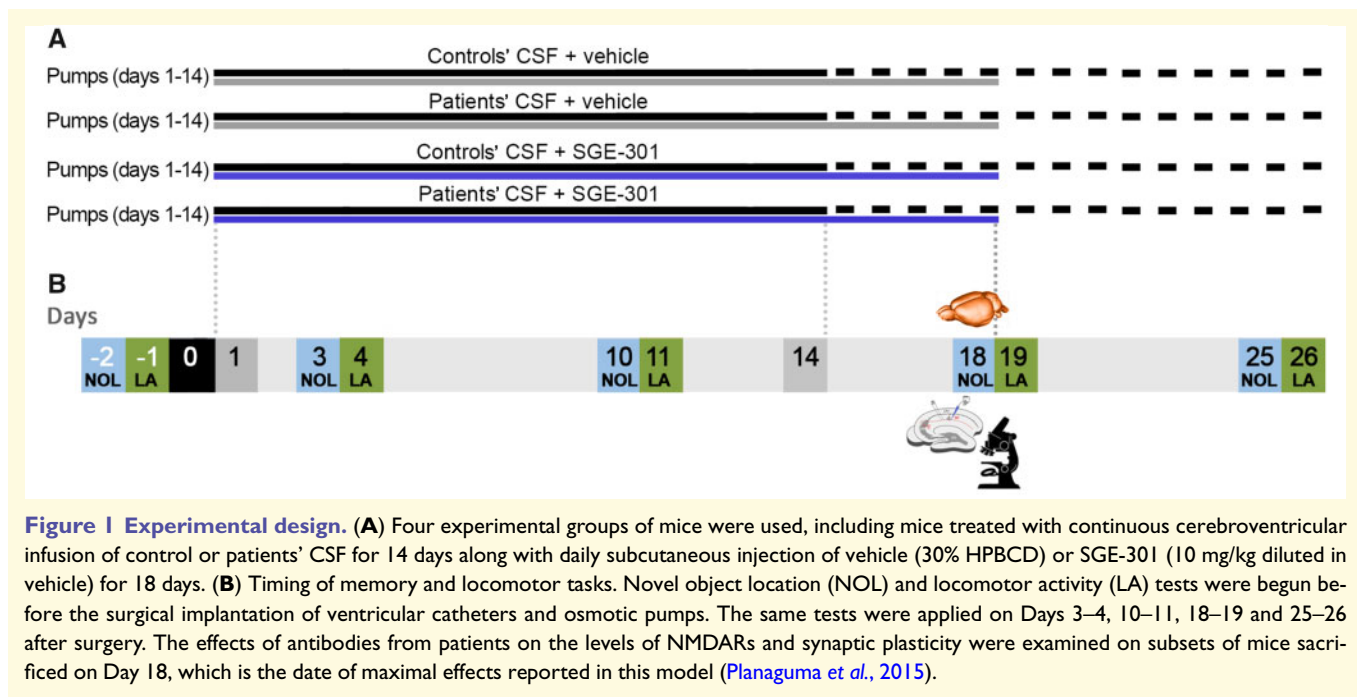 A
Controls' CSF + vehicle
Pumps (days 1-14)
Patients' CSF + vehicle
Pumps (days 1-14)
Controls' CSF + SGE-301
Pumps (days 1-14)
Patients' CSF + SGE-301
Pumps (days 1-14)
B
Days
-2 -1 0 1 3 4 10 11 14 18 19 25 26
NOL LA NOL LA NOL LA NOL LA NOL LA
Figure 1 Experimental design. (A) Four experimental groups of mice were used, including mice treated with continuous cerebroventricular
infusion of control or patients' CSF for 14 days along with daily subcutaneous injection of vehicle (30% HPBCD) or SGE-301 (10 mg/kg diluted in
vehicle) for 18 days. (B) Timing of memory and locomotor tasks. Novel object location (NOL) and locomotor activity (LA) tests were begun be-
fore the surgical implantation of ventricular catheters and osmotic pumps. The same tests were applied on Days 3–4, 10–11, 18–19 and 25–26
after surgery. The effects of antibodies from patients on the levels of NMDARs and synaptic plasticity were examined on subsets of mice sacri-
ficed on Day 18, which is the date of maximal effects reported in this model (Planaguma et al., 2015).